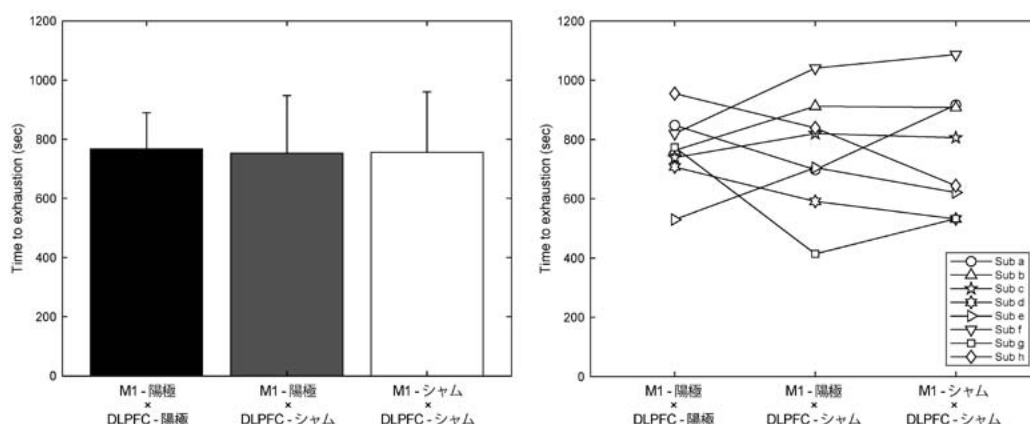 1200
1000
800
600
400
200
0
Time to exhaustion (sec)
M1 - 陽極
×
DLPFC - 陽極
M1 - 陽極
×
DLPFC - シャム
M1 - シャム
×
DLPFC - シャム
1200
1000
800
600
400
200
0
Time to exhaustion (sec)
Sub a
Sub b
Sub c
Sub d
Sub e
Sub f
Sub g
Sub h
M1 - 陽極
×
DLPFC - 陽極
M1 - 陽極
×
DLPFC - シャム
M1 - シャム
×
DLPFC - シャム